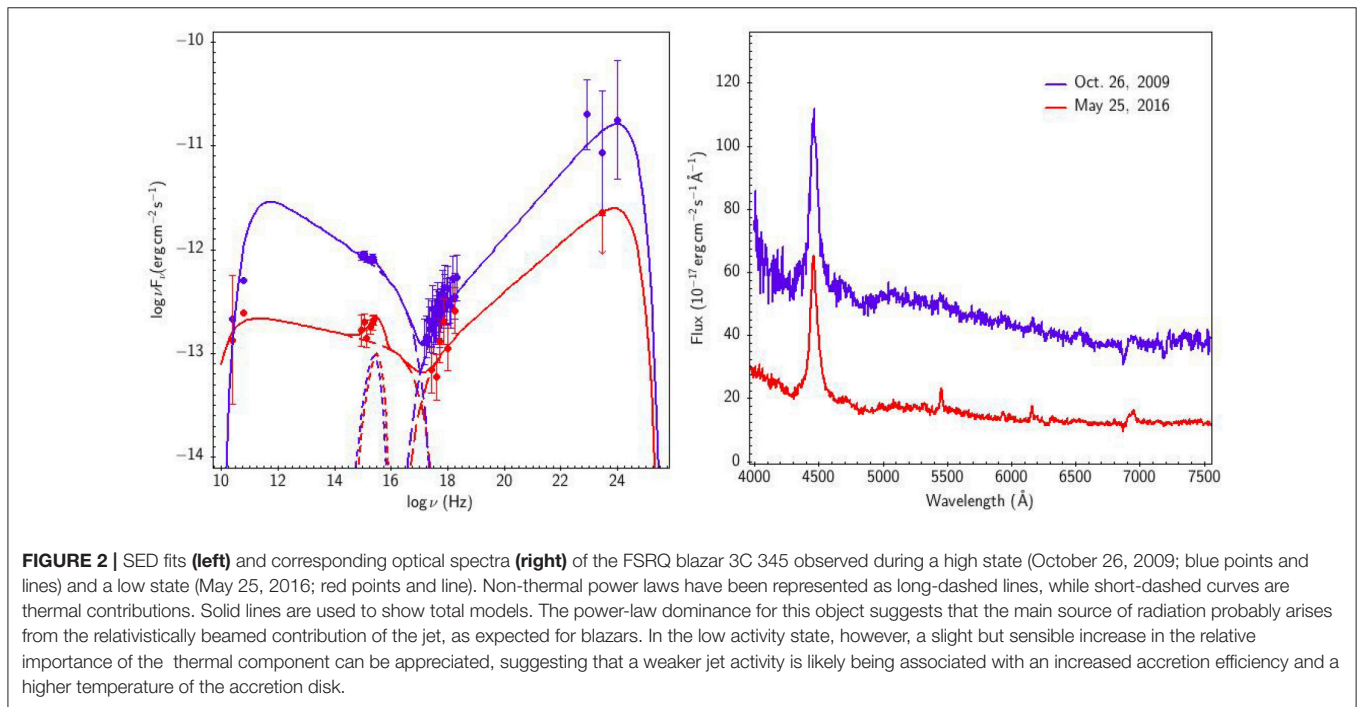 −10
−11
−12
−13
−14
log νFν(erg cm−2 s−1)
10 12 14 16 18 20 22 24
log ν (Hz)
120
100
80
60
40
20
0
Flux (10−17 erg cm−2 s−1 Å−1)
Oct. 26, 2009
May 25, 2016
4000 4500 5000 5500 6000 6500 7000 7500
Wavelength (Å)
FIGURE 2 | SED fits (left) and corresponding optical spectra (right) of the FSRQ blazar 3C 345 observed during a high state (October 26, 2009; blue points and
lines) and a low state (May 25, 2016; red points and line). Non-thermal power laws have been represented as long-dashed lines, while short-dashed curves are
thermal contributions. Solid lines are used to show total models. The power-law dominance for this object suggests that the main source of radiation probably arises
from the relativistically beamed contribution of the jet, as expected for blazars. In the low activity state, however, a slight but sensible increase in the relative
importance of the thermal component can be appreciated, suggesting that a weaker jet activity is likely being associated with an increased accretion efficiency and a
higher temperature of the accretion disk.